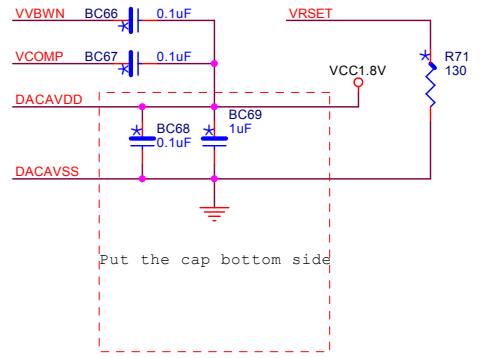 VVBWN BC66 0.1uF VRSET
VCOMP BC67 0.1uF
R71
130
VCC1.8V
DACAVDD
BC68
0.1uF
BC69
1uF
DACAVSS
Put the cap bottom side